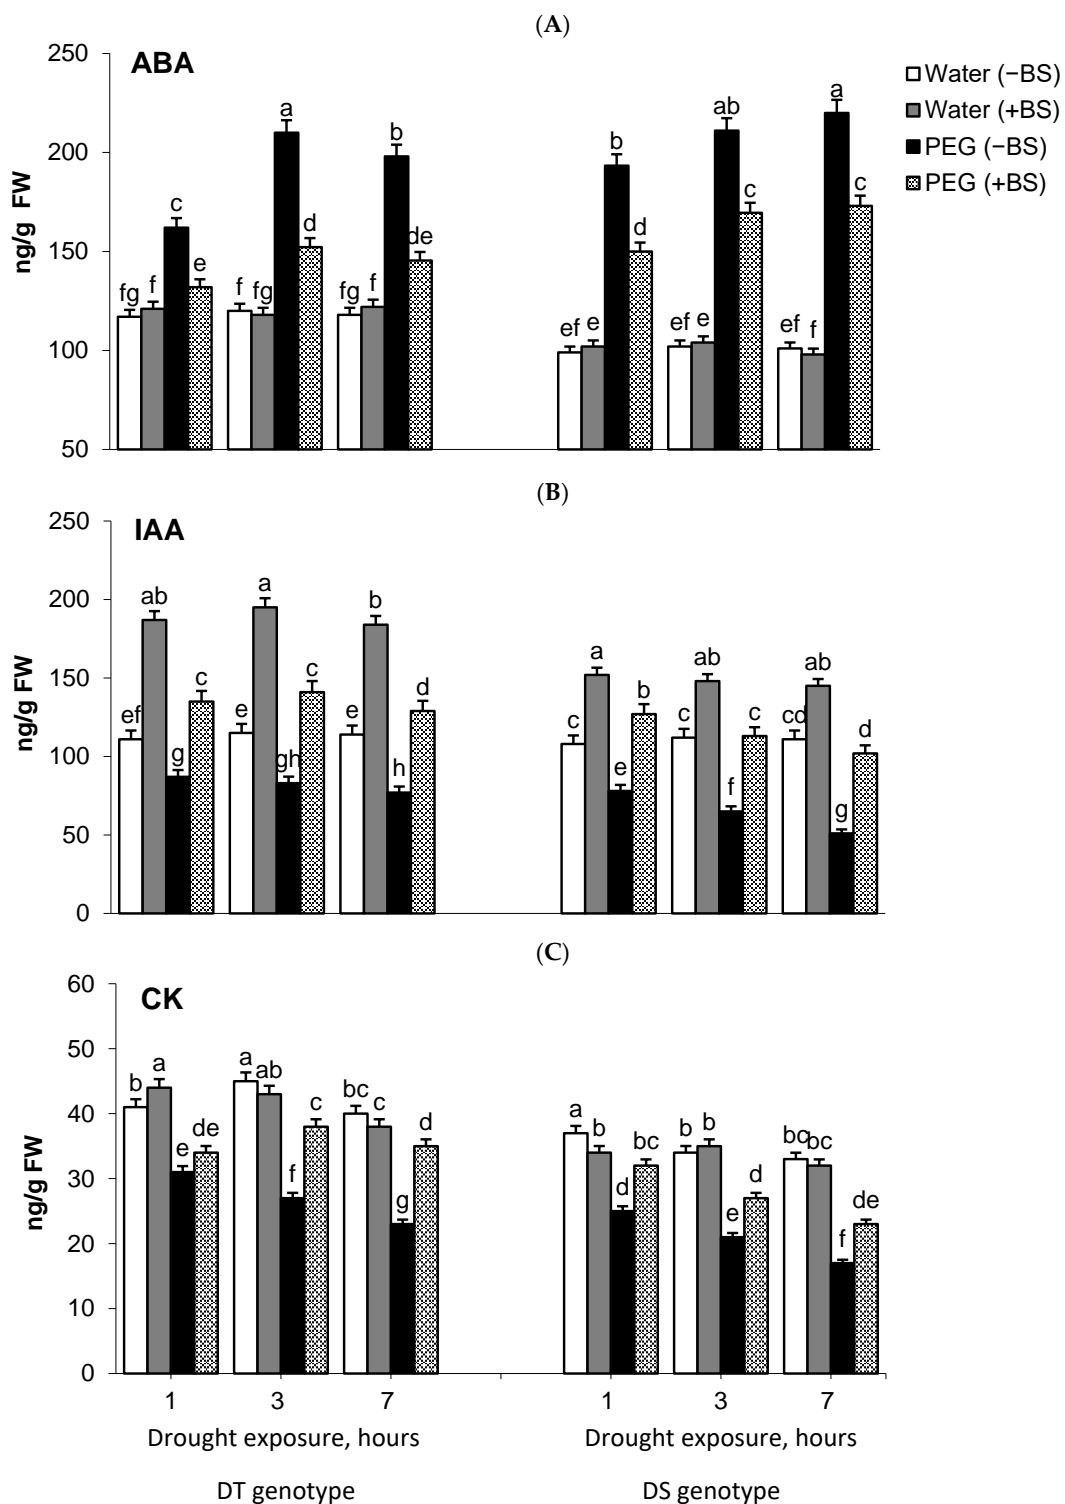 (A)
ABA
250
200
150
100
50
ng/g FW
fg f c e
f fg a d
fg f b de
ef e b d
ef e ab c
ef f a c
Water (−BS)
Water (+BS)
PEG (−BS)
PEG (+BS)
(B)
IAA
250
200
150
100
50
0
ng/g FW
ef ab g c
e a gh c
e b h d
c a e b
c ab f c
cd ab g d
(C)
CK
60
50
40
30
20
10
0
ng/g FW
b a e de
a ab f c
bc c g d
a b d bc
b b e d
bc bc f de
1 3 7 1 3 7
Drought exposure, hours Drought exposure, hours
DT genotype DS genotype